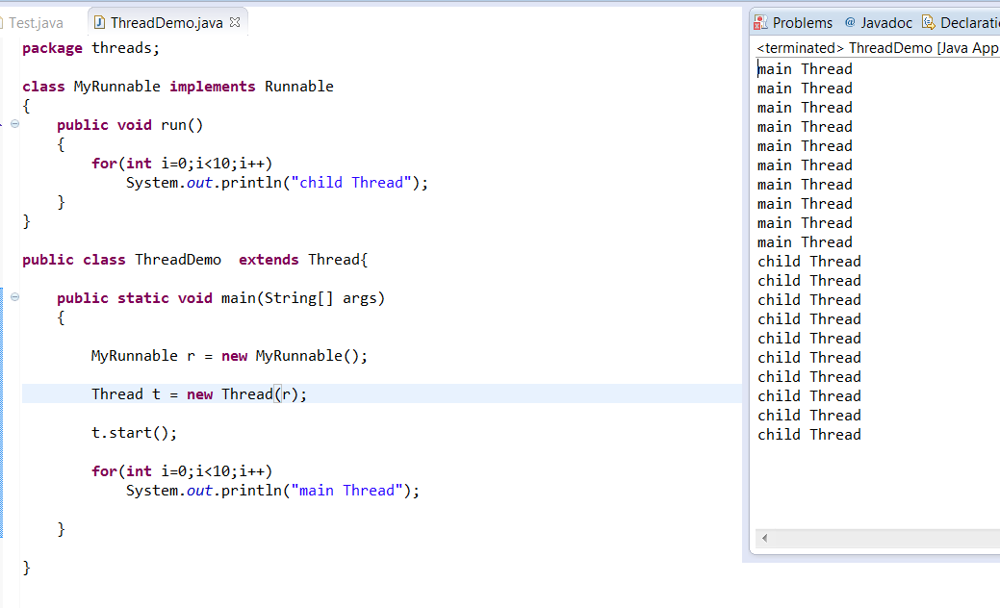 Test.java
ThreadDemo.java
package threads;
class MyRunnable implements Runnable
{
public void run()
{
for(int i=0;i<10;i++)
System.out.println("child Thread");
}
}
public class ThreadDemo  extends Thread{
public static void main(String[] args)
{
MyRunnable r = new MyRunnable();
Thread t = new Thread(r);
t.start();
for(int i=0;i<10;i++)
System.out.println("main Thread");
}
}
Problems @ Javadoc Declarati
<terminated> ThreadDemo [Java App
main Thread
main Thread
main Thread
main Thread
main Thread
main Thread
main Thread
main Thread
main Thread
main Thread
child Thread
child Thread
child Thread
child Thread
child Thread
child Thread
child Thread
child Thread
child Thread
child Thread